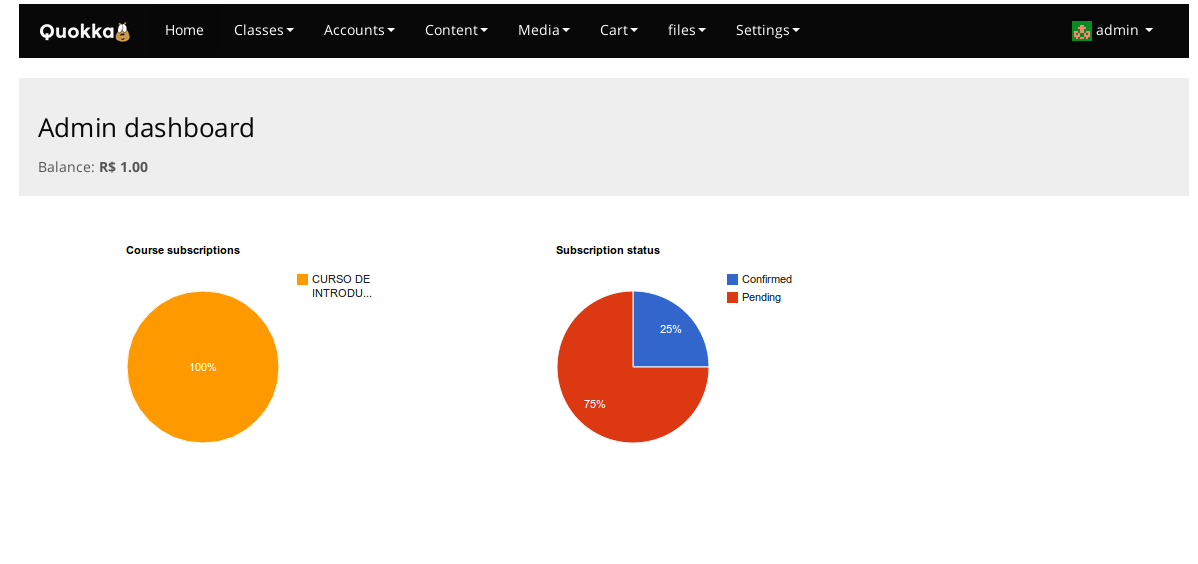 Quokka Home Classes Accounts Content Media Cart files Settings admin
Admin dashboard
Balance: R$ 1.00
Course subscriptions
CURSO DE
INTRODU...
100%
Subscription status
Confirmed
Pending
25%
75%